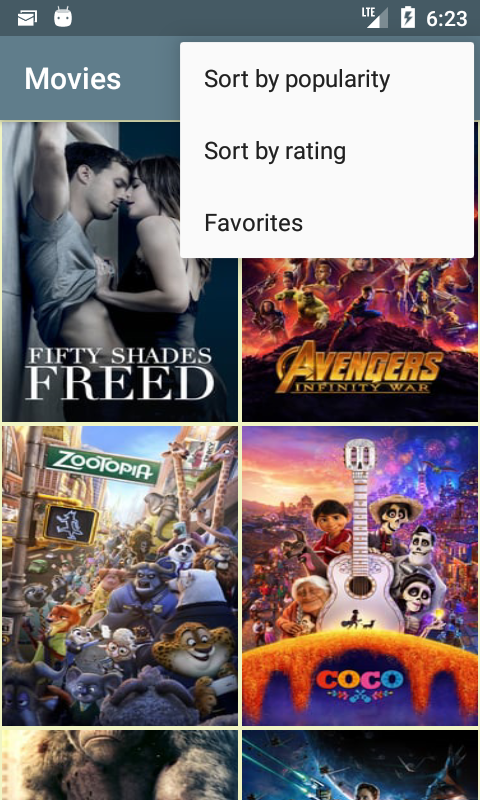 LTE 6:23
Movies
Sort by popularity
Sort by rating
Favorites
FIFTY SHADES
FREED
AVENGERS
INFINITY WAR
ZOOTOPIA
COCO